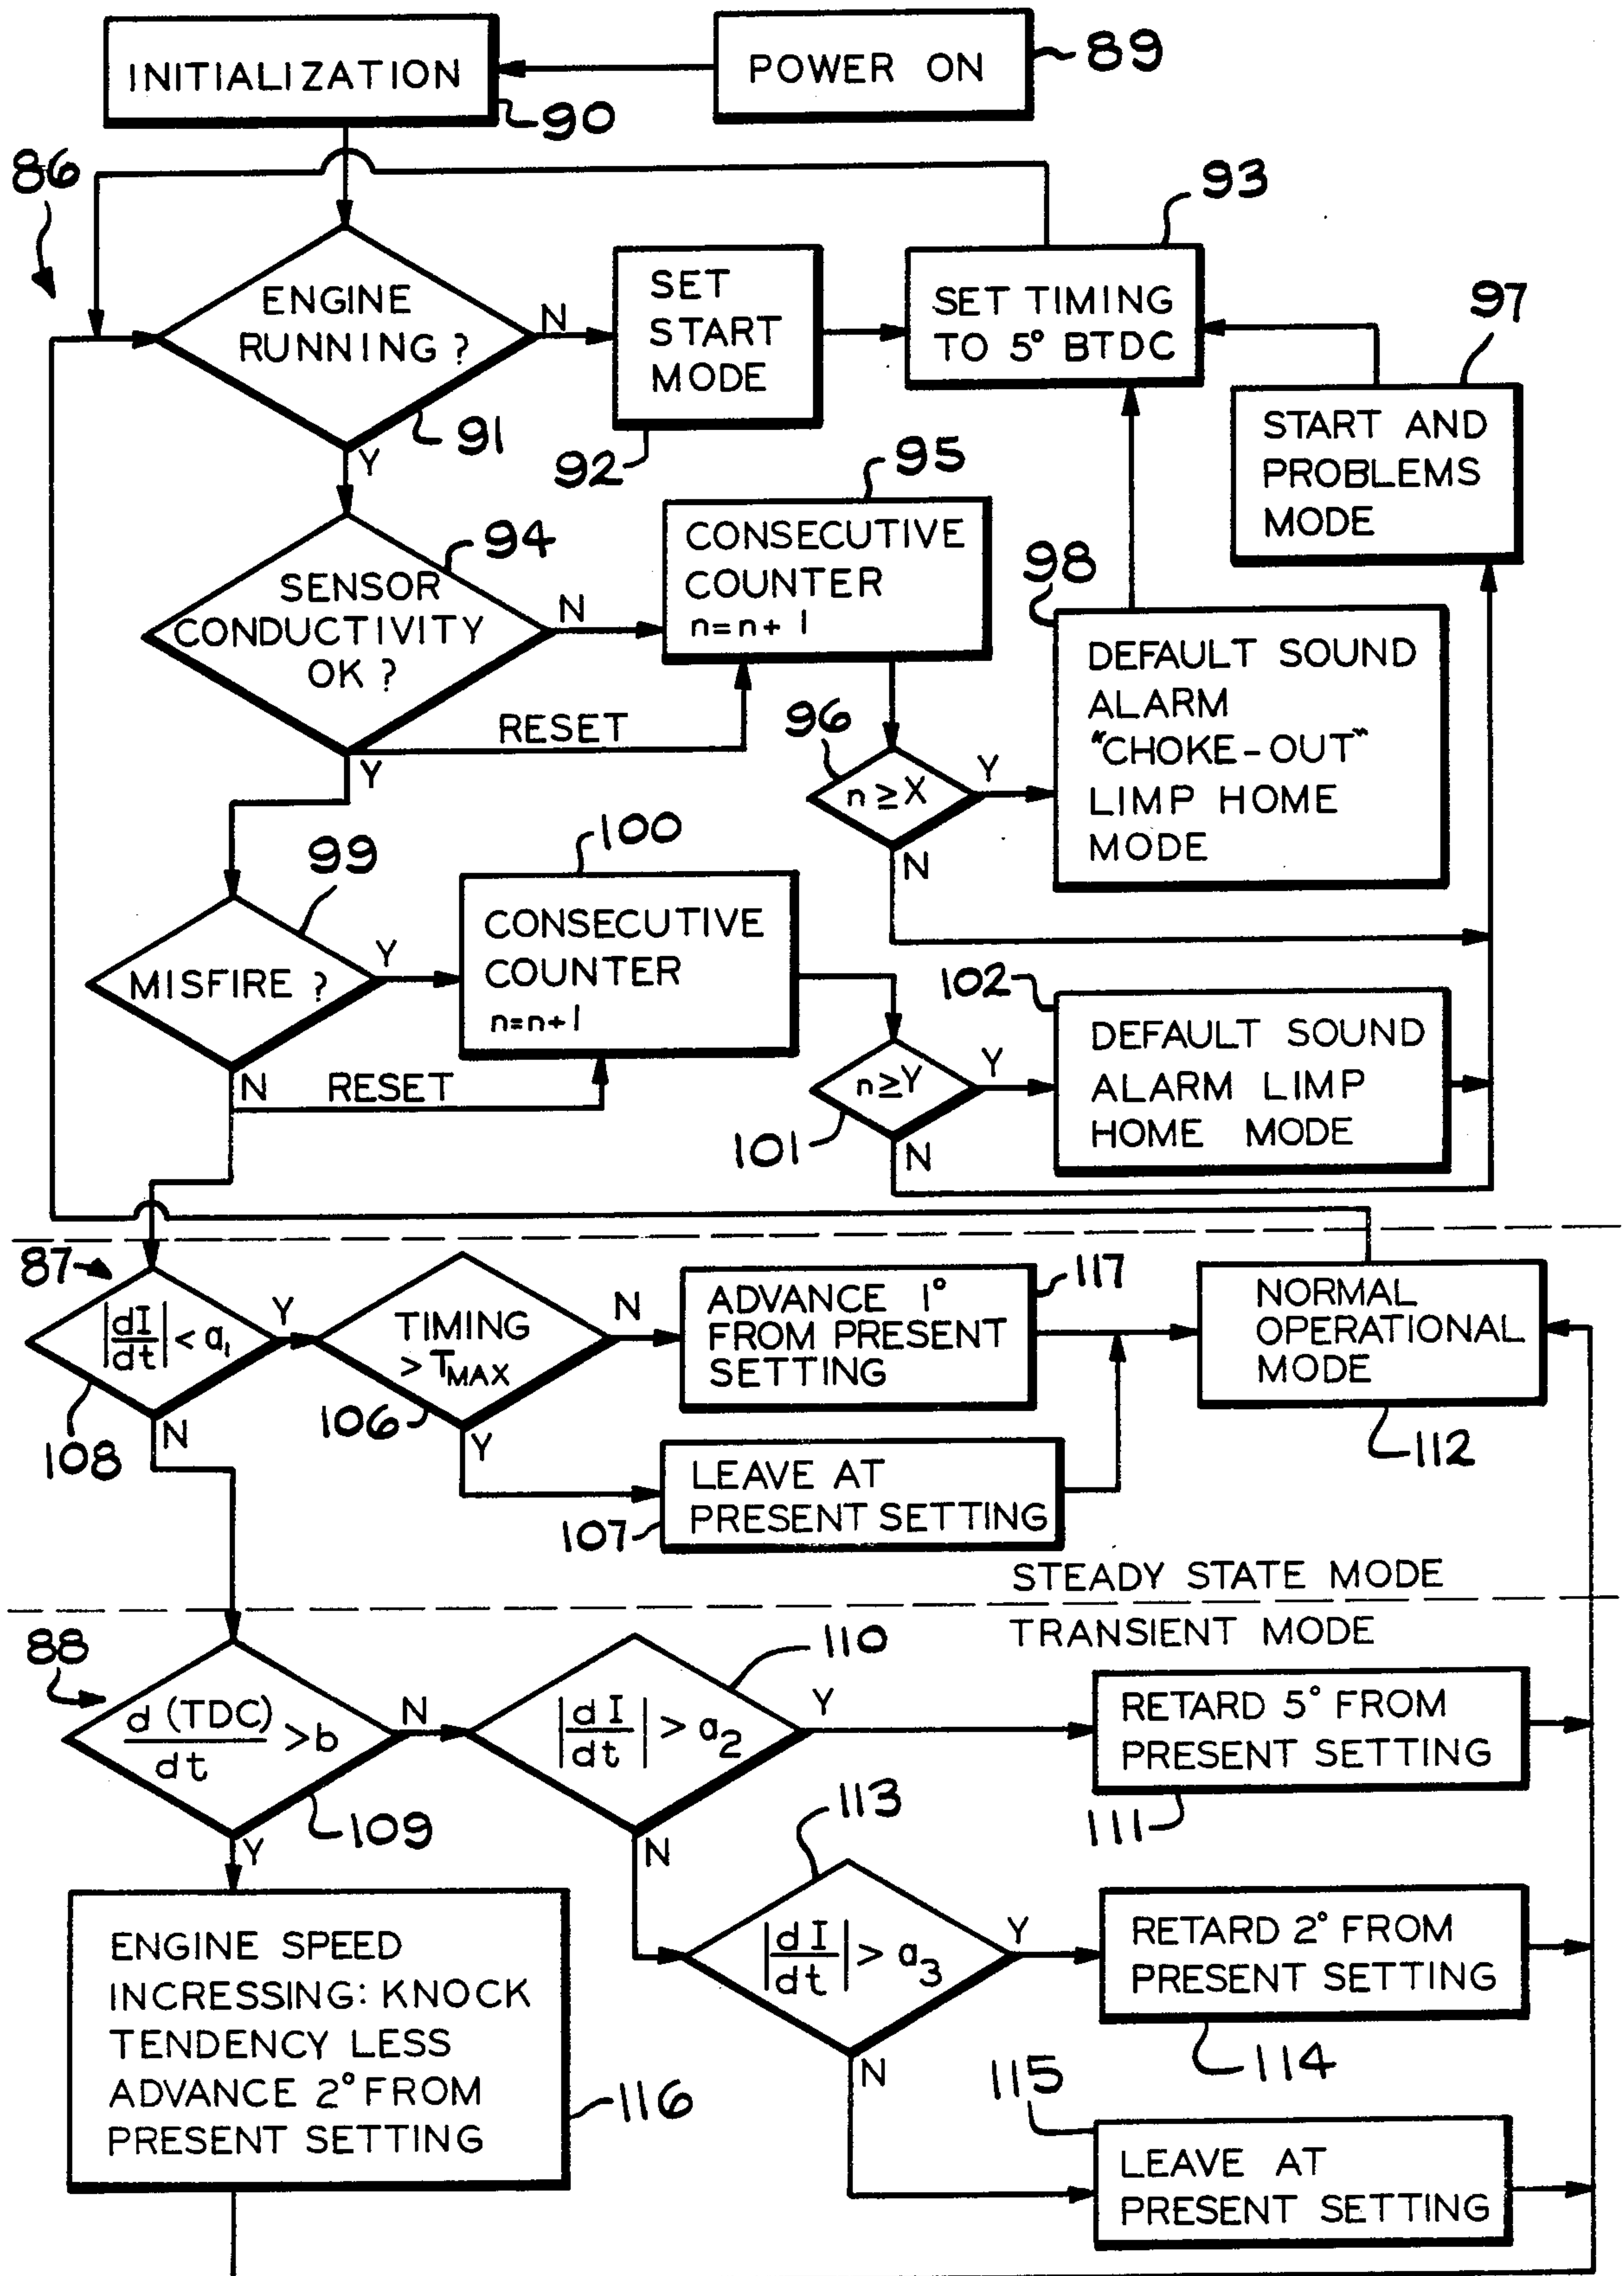 INITIALIZATION
90
POWER ON
89
86
ENGINE
RUNNING ?
91
N
Y
SET
START
MODE
92
SET TIMING
TO 5° BTDC
93
START AND
PROBLEMS
MODE
97
SENSOR
CONDUCTIVITY
OK ?
94
N
Y
RESET
CONSECUTIVE
COUNTER
n=n+1
95
n ≥ X
96
Y
N
DEFAULT SOUND
ALARM
"CHOKE-OUT"
LIMP HOME
MODE
98
MISFIRE ?
99
Y
N
RESET
CONSECUTIVE
COUNTER
n=n+1
100
n≥Y
101
Y
N
DEFAULT SOUND
ALARM LIMP
HOME MODE
102
87
|dI/dt| < a₁
108
Y
N
TIMING
> TMAX
106
N
Y
ADVANCE 1°
FROM PRESENT
SETTING
117
LEAVE AT
PRESENT SETTING
107
NORMAL
OPERATIONAL
MODE
112
STEADY STATE MODE
TRANSIENT MODE
88
d (TDC)/dt > b
109
N
Y
|dI/dt| > a₂
110
Y
N
RETARD 5° FROM
PRESENT SETTING
111
|dI/dt| > a₃
113
Y
N
RETARD 2° FROM
PRESENT SETTING
114
LEAVE AT
PRESENT SETTING
115
ENGINE SPEED
INCRESSING: KNOCK
TENDENCY LESS
ADVANCE 2° FROM
PRESENT SETTING
116